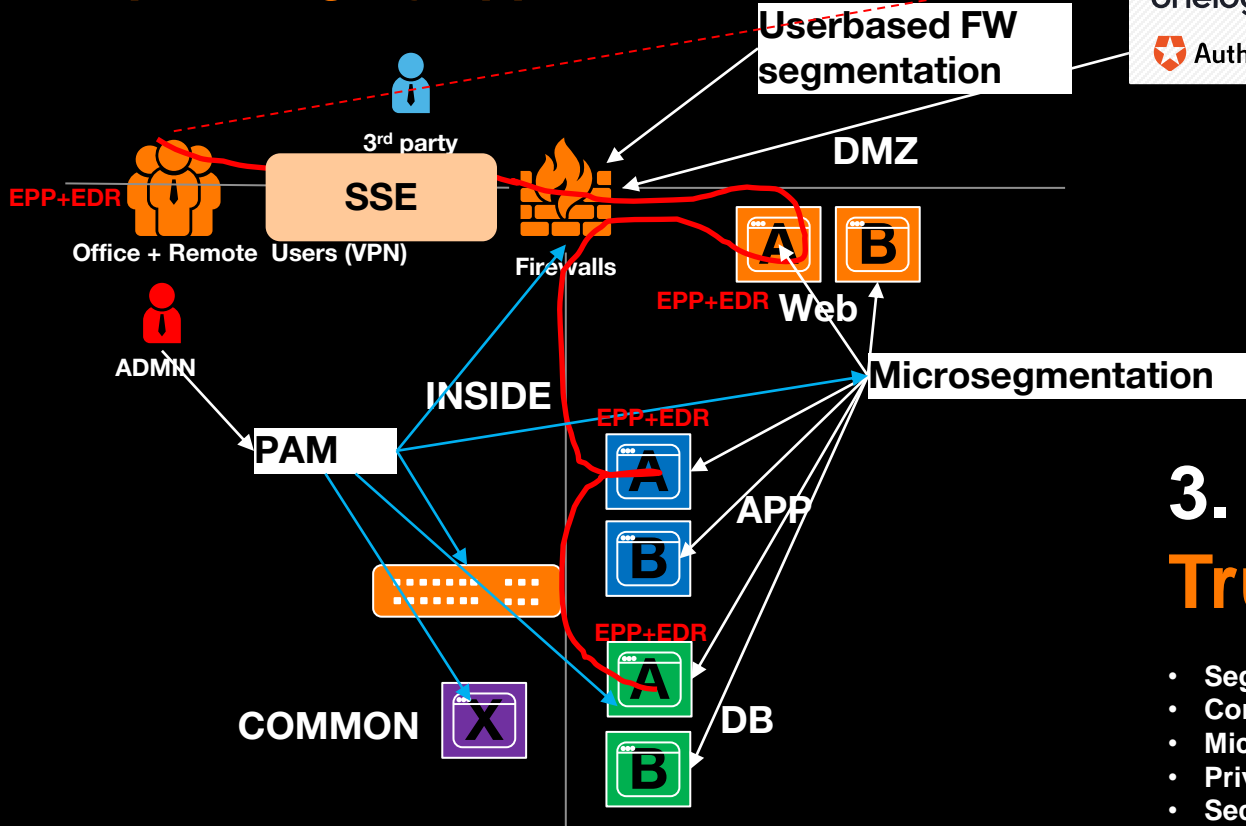 Userbased FW
segmentation
Auth
3rd party
DMZ
EPP+EDR
SSE
Office + Remote Users (VPN)
Firewalls
A
B
EPP+EDR
Web
ADMIN
Microsegmentation
INSIDE
EPP+EDR
PAM
A
3.
APP
B
EPP+EDR
A
COMMON
X
DB
B